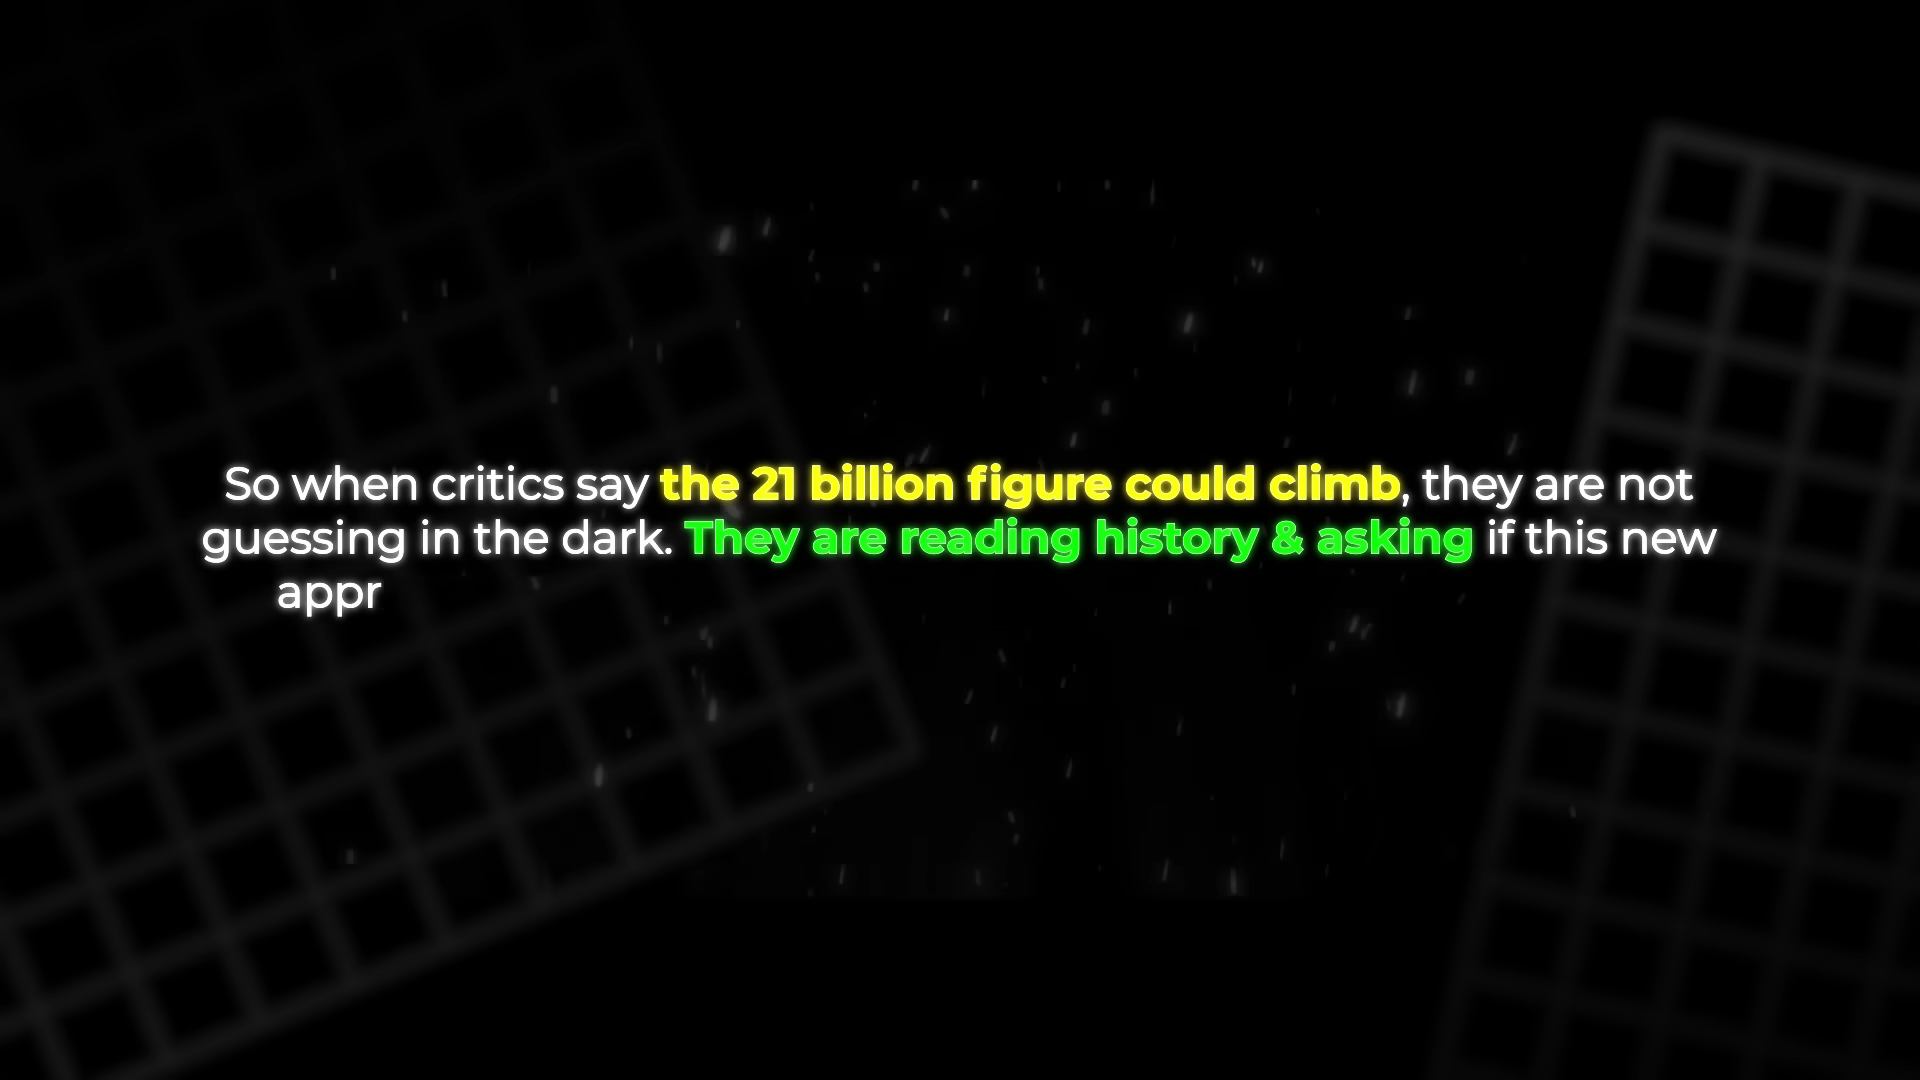 So when critics say the 21 billion figure could climb, they are not
guessing in the dark. They are reading history & asking if this new
appr